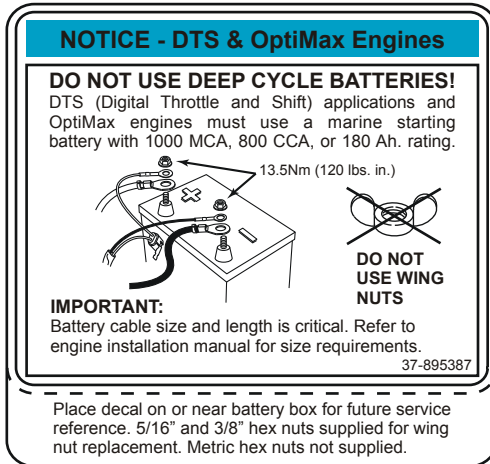 NOTICE - DTS & OptiMax Engines
DO NOT USE DEEP CYCLE BATTERIES!
DTS (Digital Throttle and Shift) applications and
OptiMax engines must use a marine starting
battery with 1000 MCA, 800 CCA, or 180 Ah. rating.
13.5Nm (120 lbs. in.)
DO NOT
USE WING
NUTS
IMPORTANT:
Battery cable size and length is critical. Refer to
engine installation manual for size requirements.
37-895387
Place decal on or near battery box for future service
reference. 5/16” and 3/8” hex nuts supplied for wing
nut replacement. Metric hex nuts not supplied.